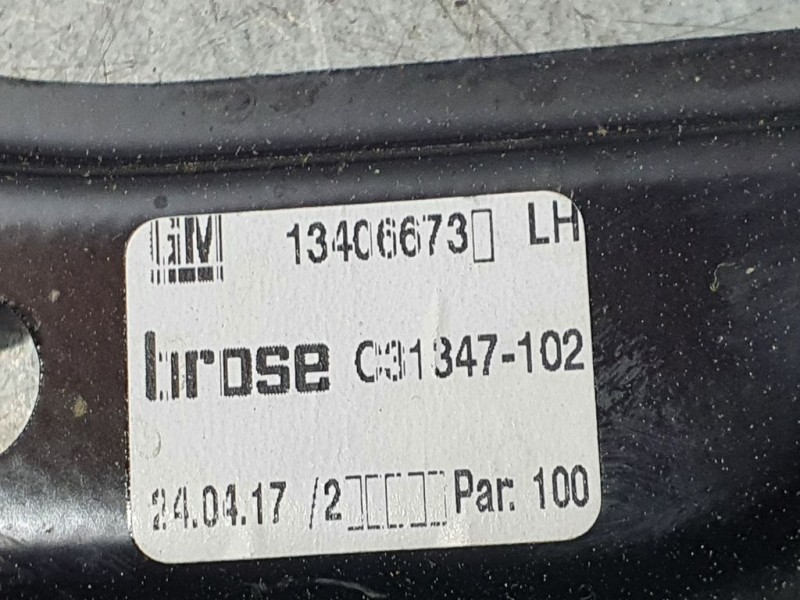 GM 13406673▯ LH
brose C31347-102
24.04.17 /2▯▯▯▯ Par. 100